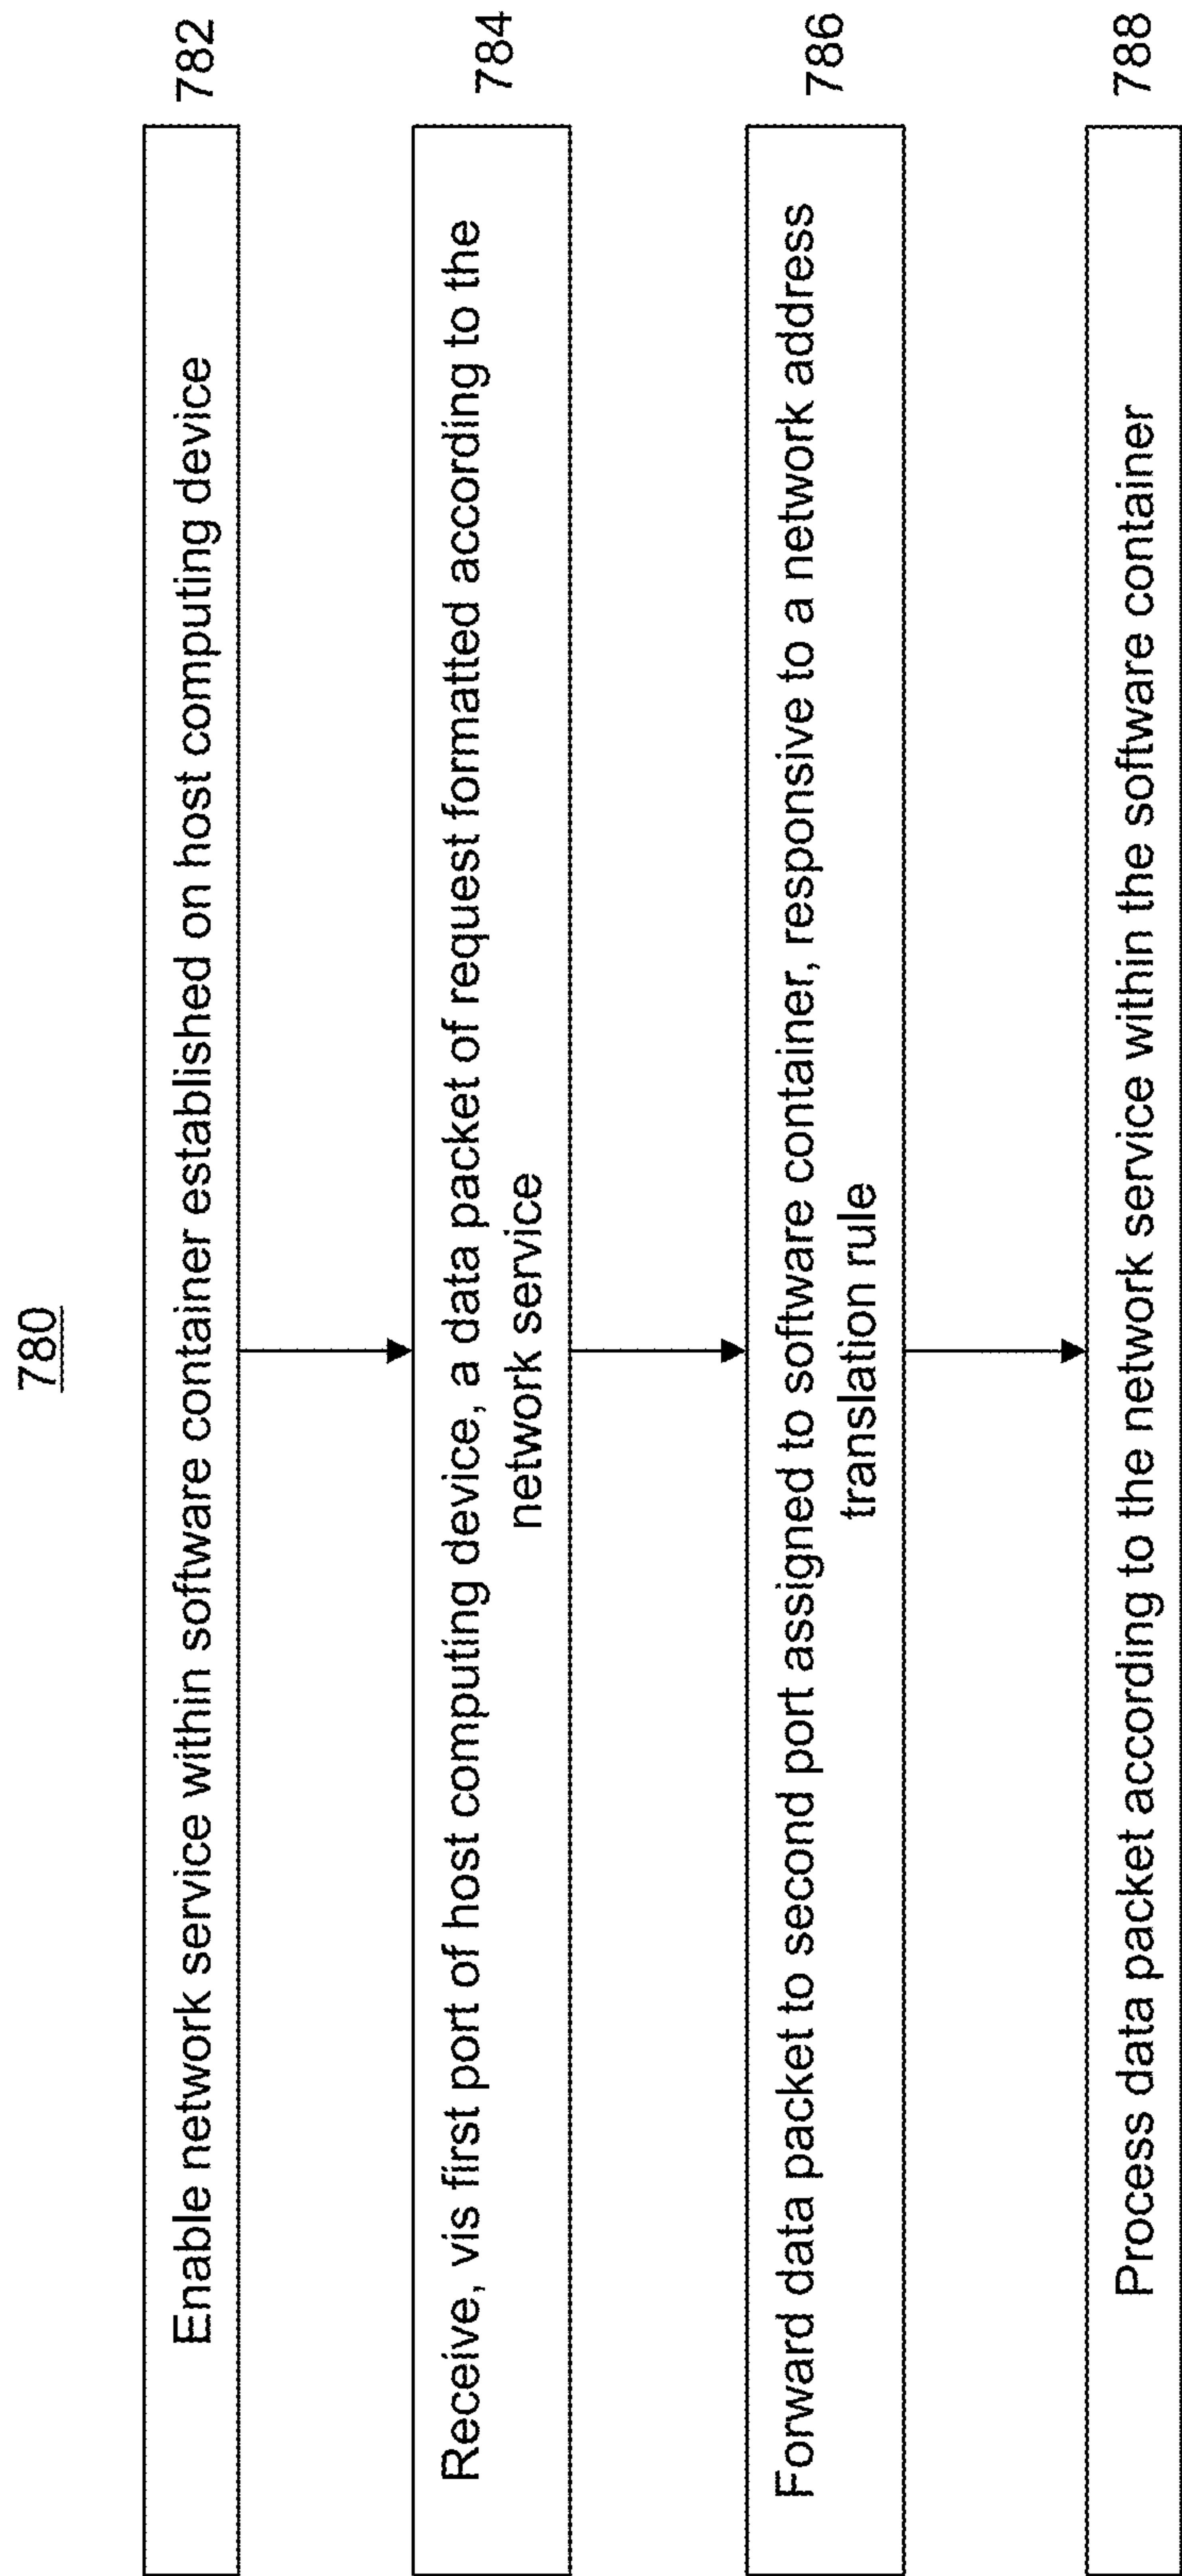 780
Enable network service within software container established on host computing device
782
Receive, vis first port of host computing device, a data packet of request formatted according to the
network service
784
Forward data packet to second port assigned to software container, responsive to a network address
translation rule
786
Process data packet according to the network service within the software container
788